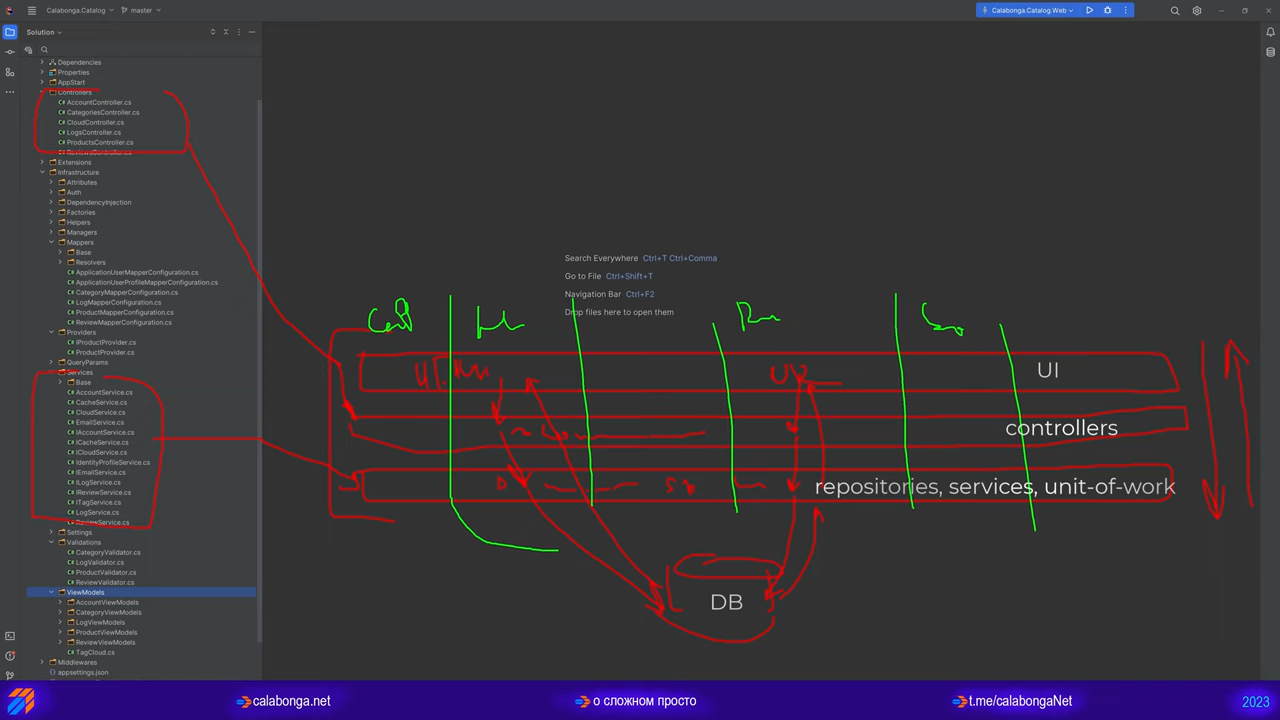 Calabonga.Catalog
master
Calabonga.Catalog.Web
Solution
Dependencies
Properties
AppStart
Controllers
AccountController.cs
CategoriesController.cs
CloudController.cs
LogsController.cs
ProductsController.cs
ReviewsController.cs
Extensions
Infrastructure
Attributes
Auth
DependencyInjection
Factories
Helpers
Managers
Mappers
Base
Resolvers
ApplicationUserMapperConfiguration.cs
ApplicationUserProfileMapperConfiguration.cs
CategoryMapperConfiguration.cs
LogMapperConfiguration.cs
ProductMapperConfiguration.cs
ReviewMapperConfiguration.cs
Providers
IProductProvider.cs
ProductProvider.cs
QueryParams
Services
Base
AccountService.cs
CacheService.cs
CloudService.cs
EmailService.cs
IAccountService.cs
ICacheService.cs
ICloudService.cs
IdentityProfileService.cs
IEmailService.cs
ILogService.cs
IReviewService.cs
ITagService.cs
LogService.cs
ReviewService.cs
Settings
Validations
CategoryValidator.cs
LogValidator.cs
ProductValidator.cs
ReviewValidator.cs
ViewModels
AccountViewModels
CategoryViewModels
LogViewModels
ProductViewModels
ReviewViewModels
TagCloud.cs
Middlewares
appsettings.json
Search Everywhere Ctrl+T Ctrl+Comma
Go to File Ctrl+Shift+T
Navigation Bar Ctrl+F2
Drop files here to open them
UI
controllers
repositories, services, unit-of-work
DB
calabonga.net
о сложном просто
t.me/calabongaNet
2023